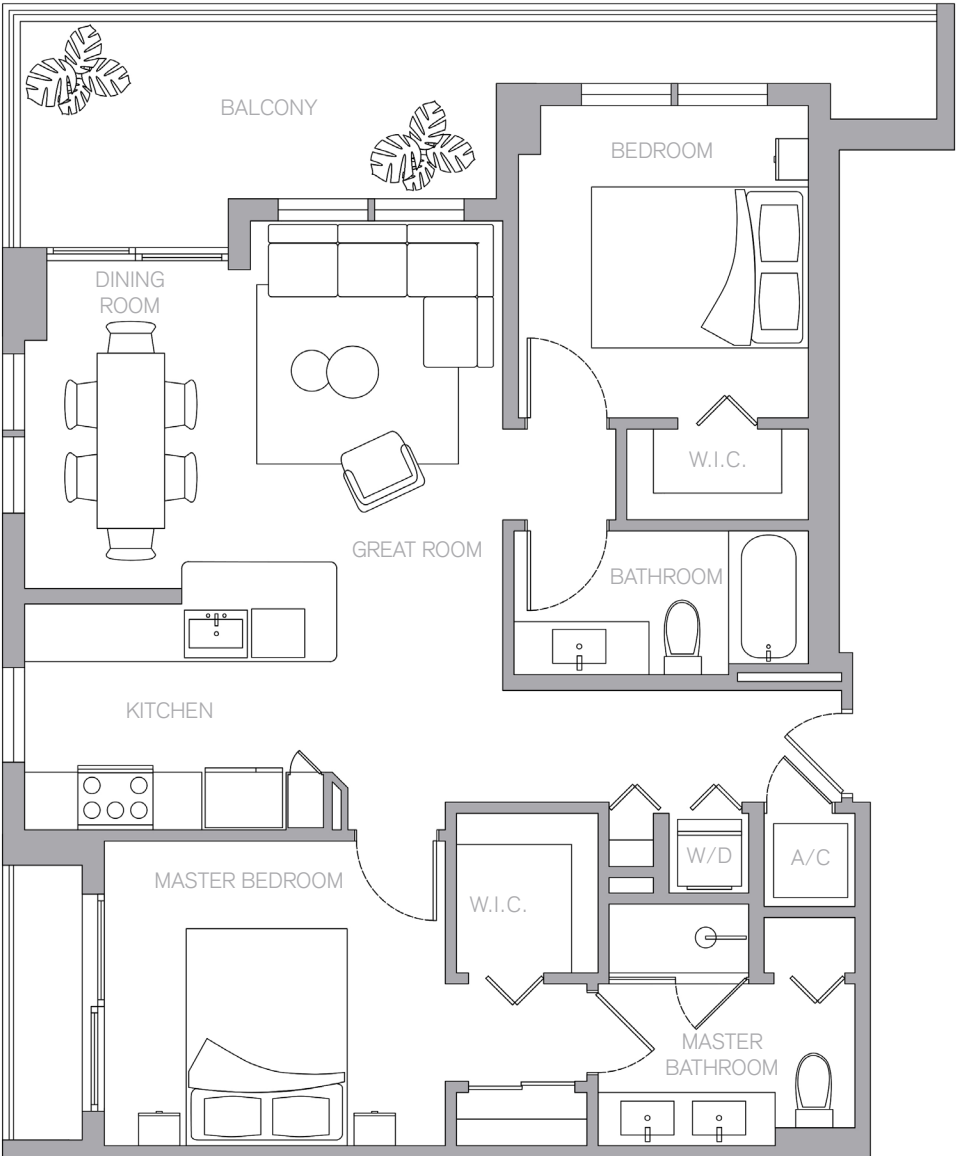 BALCONY
BEDROOM
DINING
ROOM
W.I.C.
GREAT ROOM
BATHROOM
KITCHEN
W/D
A/C
MASTER BEDROOM
W.I.C.
MASTER
BATHROOM